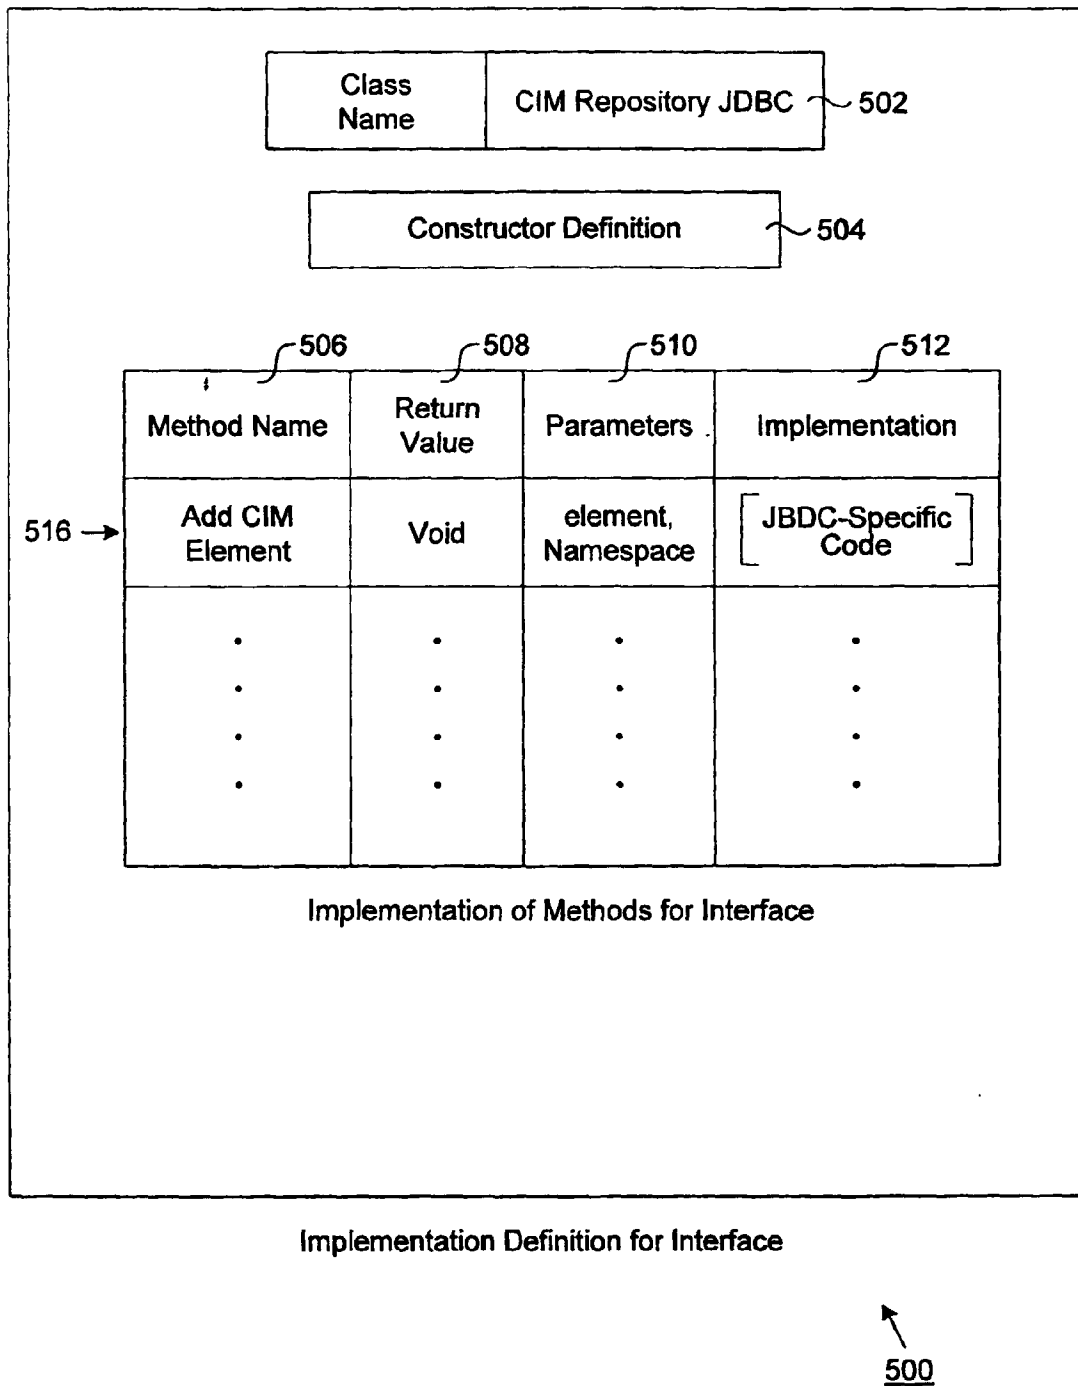 Class
Name
CIM Repository JDBC
502
Constructor Definition
504
506
508
510
512
Method Name
Return
Value
Parameters
Implementation
516
Add CIM
Element
Void
element,
Namespace
JBDC-Specific
Code
Implementation of Methods for Interface
Implementation Definition for Interface
500